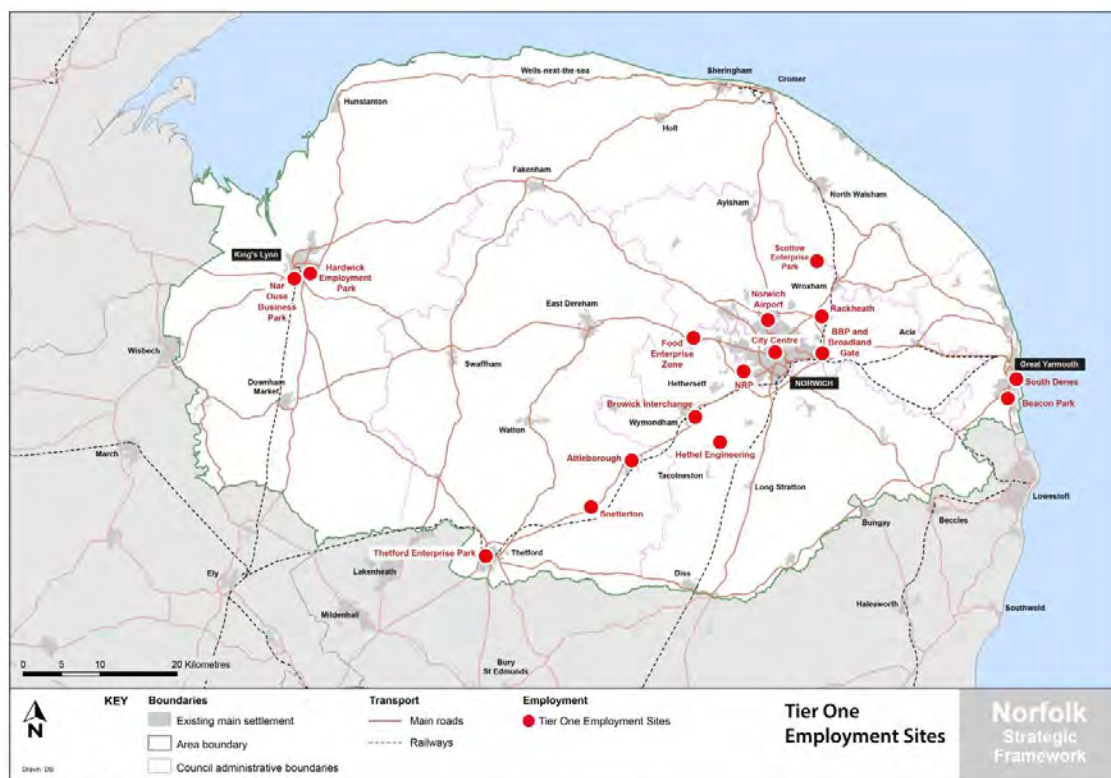 Wells-next-the-sea
Sheringham
Cromer
Hunstanton
Holt
Fakenham
North Walsham
Aylsham
King's Lynn
Scottow
Enterprise
Park
Hardwick
Employment
Park
Nar
Ouse
Business
Park
Wroxham
Norwich
Airport
Rackheath
East Dereham
Wisbech
City Centre
BBP and
Broadland
Gate
Acle
Food
Enterprise
Zone
Swaffham
Great Yarmouth
South Denes
NRP
NORWICH
Hethersett
Downham
Market
Beacon Park
Browick Interchange
Wymondham
Watton
March
Hethel Engineering
Attleborough
Tacolneston
Long Stratton
Lowestoft
Snetterton
Bungay
Beccles
Thetford Enterprise Park
Thetford
Lakenheath
Ely
Diss
Mildenhall
Halesworth
Southwold
Bury
St Edmunds
0 5 10 20 Kilometres
N
Drawn: DB
KEY
Boundaries
Existing main settlement
Area boundary
Council administrative boundaries
Transport
Main roads
Railways
Employment
Tier One Employment Sites
Tier One
Employment Sites
Norfolk
Strategic
Framework